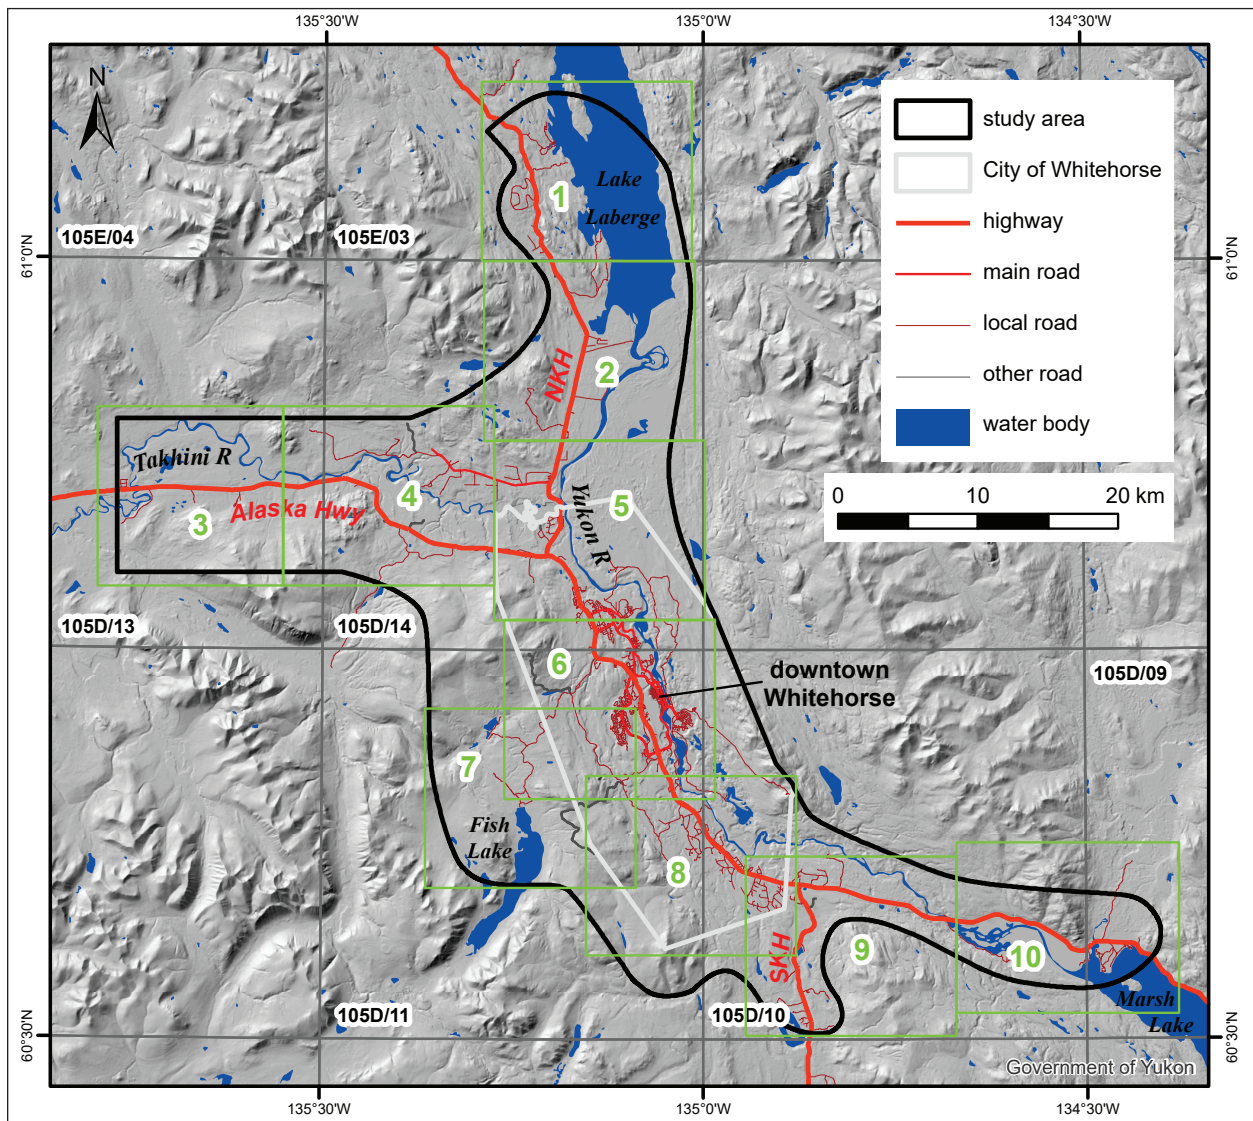 135°30'W
135°0'W
134°30'W
N
study area
City of Whitehorse
highway
main road
local road
other road
water body
0
10
20 km
1
Lake
Laberge
105E/04
105E/03
61°0'N
61°0'N
NKH
2
Takhini R
4
Alaska Hwy
3
Yukon R
5
105D/13
105D/14
6
downtown
Whitehorse
105D/09
7
Fish
Lake
8
SKH
9
10
Marsh
Lake
105D/11
105D/10
60°30'N
60°30'N
Government of Yukon
135°30'W
135°0'W
134°30'W